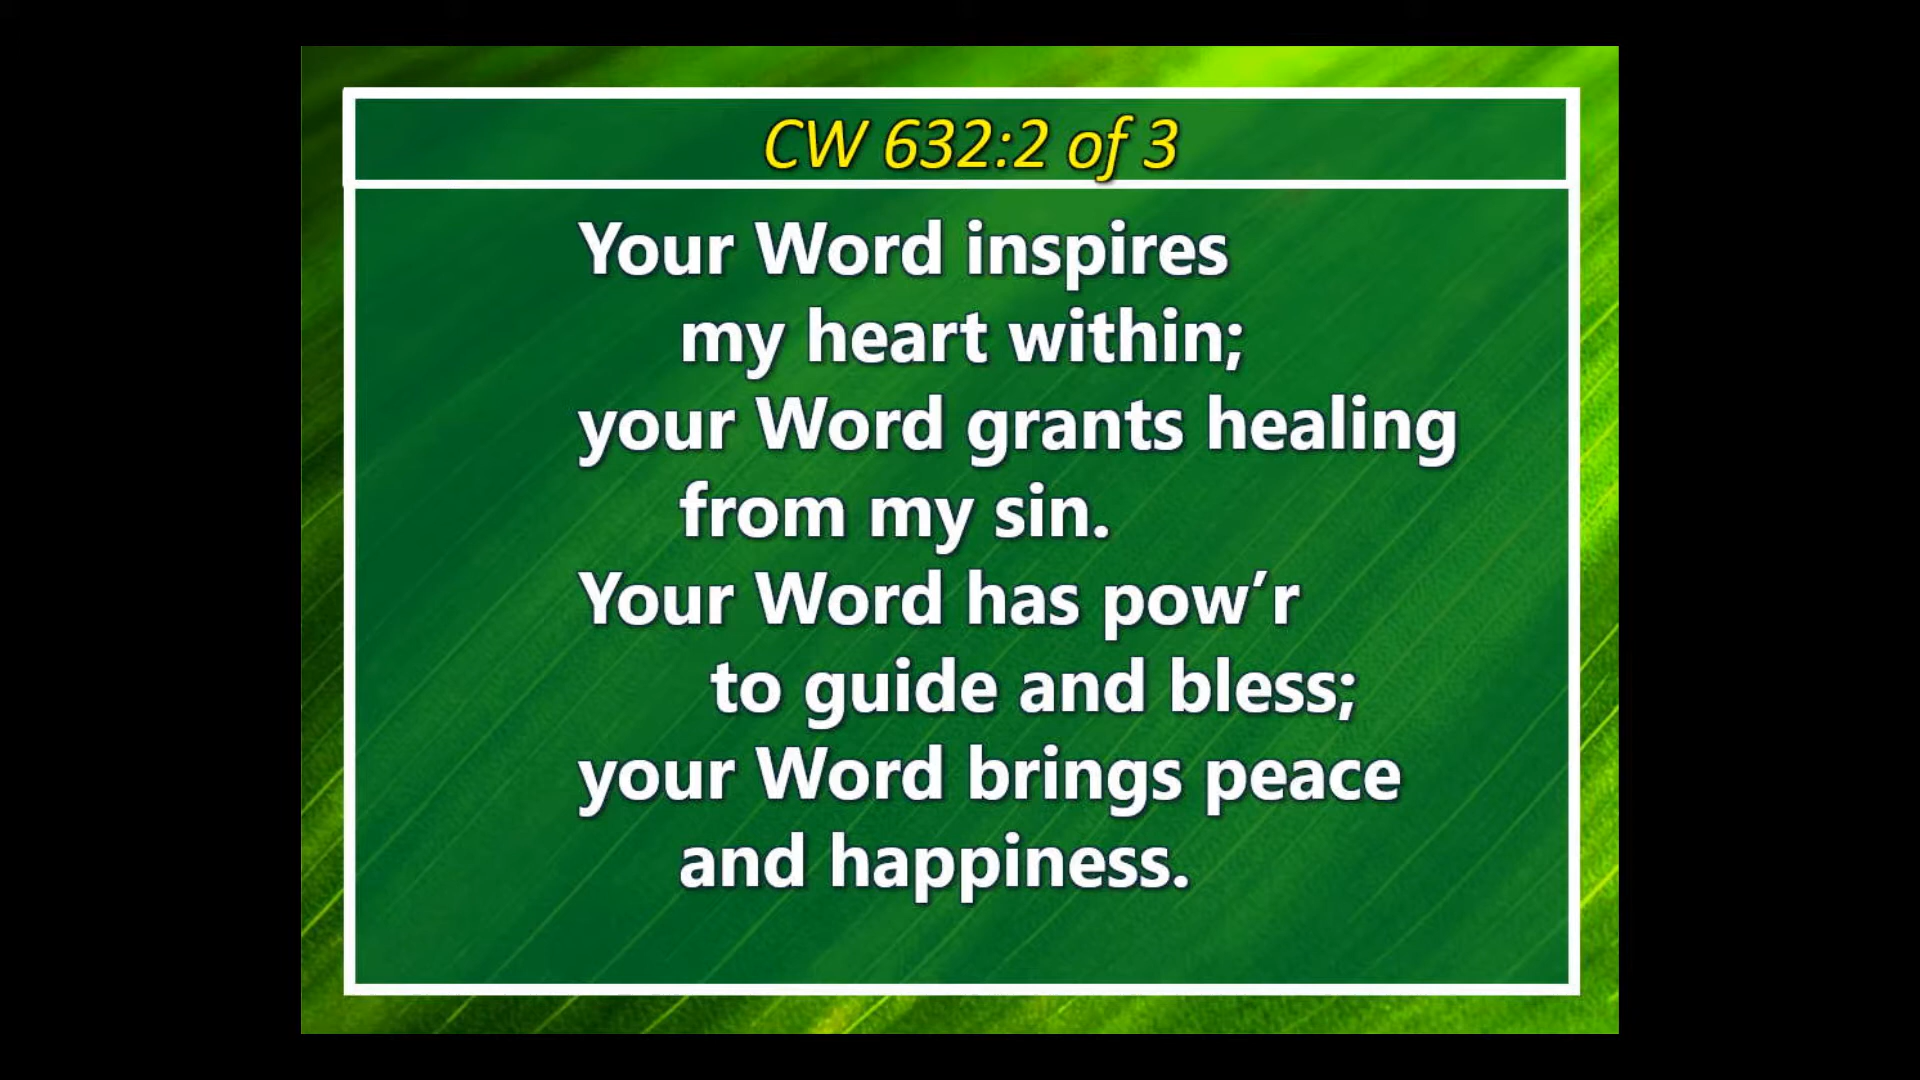 CW 632:2 of 3
Your Word inspires
my heart within;
your Word grants healing
from my sin.
Your Word has pow’r
to guide and bless;
your Word brings peace
and happiness.